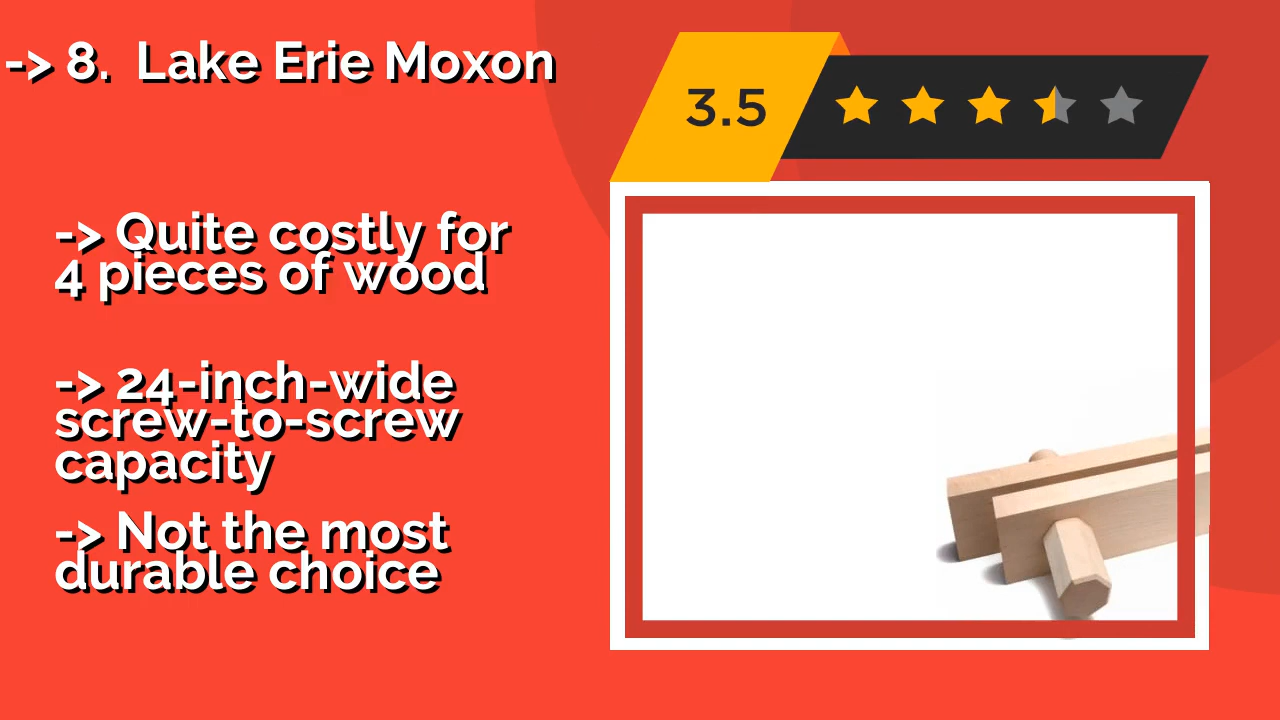 -> 8.  Lake Erie Moxon
3.5
-> Quite costly for
4 pieces of wood
-> 24-inch-wide
screw-to-screw
capacity
-> Not the most
durable choice